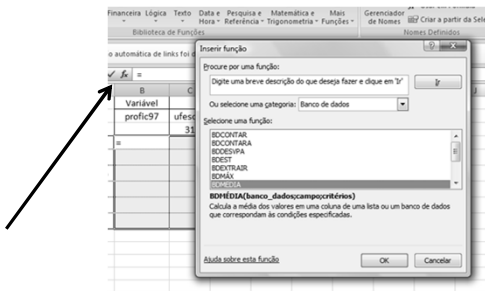 Financeira Lógica Texto Data e Pesquisa e Matemática e Mais Gerenciador
Hora Referência Trigonometria Funções de Nomes Criar a partir da Sele
Biblioteca de Funções Nomes Definidos
o automática de links foi d
fx =
B C J
Variável
profic97 ufesc
31
=
Inserir função
Procure por uma função:
Digite uma breve descrição do que deseja fazer e clique em 'Ir'
Ir
Ou selecione uma categoria: Banco de dados
Selecione uma função:
BDCONTAR
BDCONTARA
BDDESVPA
BDEST
BDEXTRAIR
BDMÁX
BDMÉDIA
BDMÉDIA(banco_dados;campo;critérios)
Calcula a média dos valores em uma coluna de uma lista ou um banco de dados
que correspondam às condições especificadas.
Ajuda sobre esta função
OK Cancelar